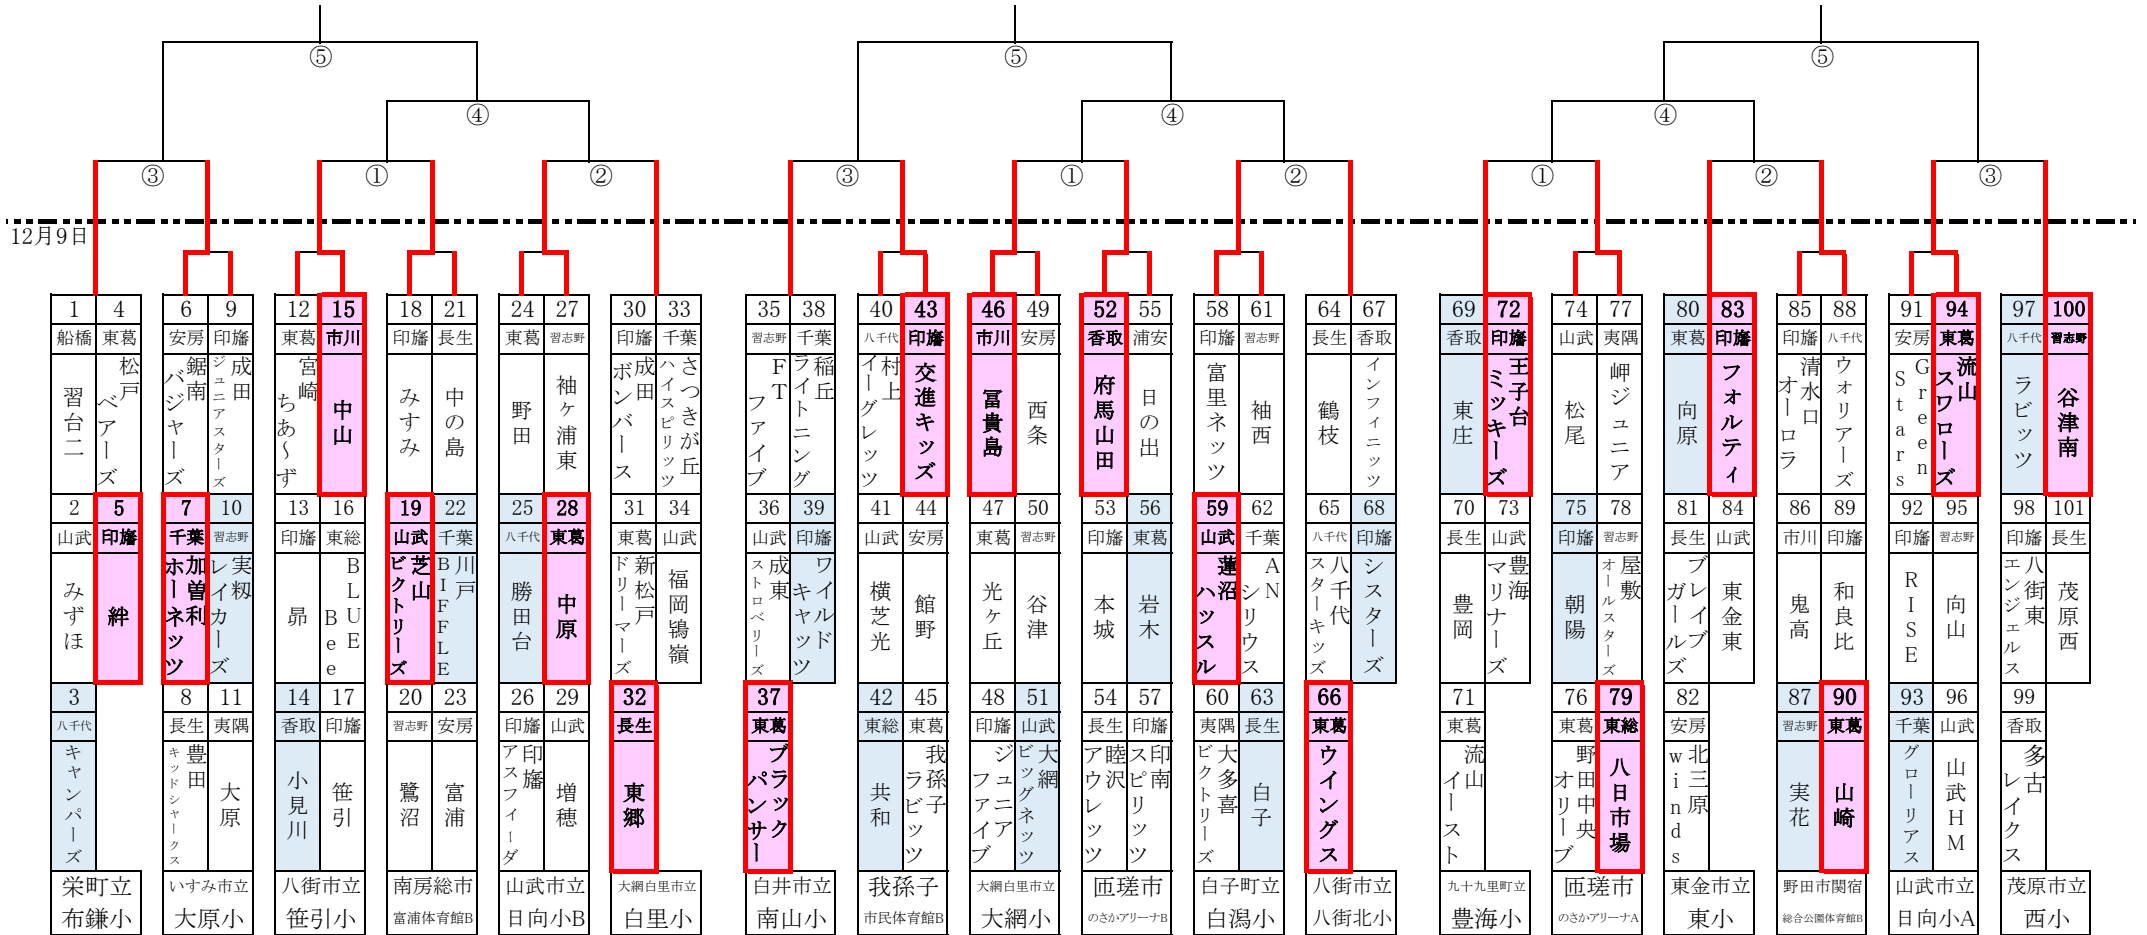 ⑤ ⑤ ⑤
④ ④ ④
③ ① ② ③ ① ② ① ② ③
12月9日
1 4 6 9 12 15 18 21 24 27 30 33 35 38 40 43 46 49 52 55 58 61 64 67 69 72 74 77 80 83 85 88 91 94 97 100
船橋 東葛 安房 印旛 東葛 市川 印旛 長生 東葛 習志野 印旛 千葉 習志野 千葉 八千代 印旛 市川 安房 香取 浦安 印旛 習志野 長生 香取 香取 印旛 山武 夷隅 東葛 印旛 印旛 八千代 安房 東葛 八千代 習志野
習台二
松戸ベアーズ
鋸南バジャーズ
成田ジュニアスターズ
宮崎ちあ～ず
中山
みすみ
中の島
野田
袖ヶ浦東
成田ボンバース
さつきが丘ハイスピリッツ
FTファイブ
稲丘ライトニング
村上イーグレッツ
交進キッズ
冨貴島
西条
府馬山田
日の出
富里ネッツ
袖西
鶴枝
インフィニッツ
東庄
王子台ミッキーズ
松尾
岬ジュニア
向原
フォルティ
清水口オーロラ
ウォリアーズ
Green Stars
流山スワローズ
ラビッツ
谷津南
2 5 7 10 13 16 19 22 25 28 31 34 36 39 41 44 47 50 53 56 59 62 65 68 70 73 75 78 81 84 86 89 92 95 98 101
山武 印旛 千葉 習志野 印旛 東総 山武 千葉 八千代 東葛 東葛 山武 山武 印旛 山武 安房 市川 習志野 印旛 東葛 山武 千葉 八千代 印旛 長生 山武 印旛 習志野 長生 山武 市川 印旛 印旛 習志野 印旛 長生
みずほ
絆
加曽利ホーネッツ
実籾レイカーズ
昴
BLUE Bee
芝山ビクトリーズ
川戸BIFFLE
勝田台
中原
新松戸ドリーマーズ
福岡鴇嶺
成東ストロベリーズ
ワイルドキャッツ
横芝光
館野
光ヶ丘
谷津
本城
岩木
蓮沼ハッスル
ANシリウス
八千代スターキッズ
シスターズ
豊岡
豊海マリナーズ
朝陽
屋敷オールスターズ
ブレイブガールズ
東金東
鬼高
和良比
RISE
向山
八街東エンジェルス
茂原西
3 8 11 14 17 20 23 26 29 32 37 42 45 48 51 54 57 60 63 66 71 76 79 82 87 90 93 96 99
八千代 長生 夷隅 香取 印旛 習志野 安房 印旛 山武 長生 東葛 東総 東葛 印旛 山武 長生 印旛 夷隅 長生 東葛 東葛 東葛 東総 安房 習志野 東葛 千葉 山武 香取
キャンパーズ
豊田キッドシャークス
大原
小見川
笹引
鷺沼
富浦
印旛アスフィーダ
増穂
東郷
ブラックパンサー
共和
我孫子ラビッツ
ジュニアファイブ
大網ビッグネッツ
睦沢アウレッツ
印南スピリッツ
大多喜ビクトリーズ
白子
ウイングス
流山イースト
野田中央オリーブ
八日市場
北三原winds
実花
山崎
グローリアス
山武HM
多古レイクス
栄町立 いすみ市立 八街市立 南房総市 山武市立 大網白里市立 白井市立 我孫子 大網白里市立 匝瑳市 白子町立 八街市立 九十九里町立 匝瑳市 東金市立 野田市関宿 山武市立 茂原市立
布鎌小 大原小 笹引小 富浦体育館B 日向小B 白里小 南山小 市民体育館B 大網小 のさかアリーナB 白潟小 八街北小 豊海小 のさかアリーナA 東小 総合公園体育館B 日向小A 西小